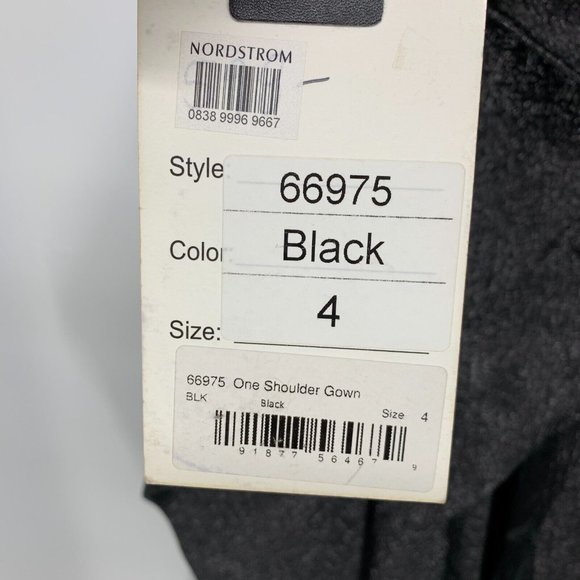 NORDSTROM
0838 9996 9667
Style
66975
Color
Black
Size:
4
66975 One Shoulder Gown
BLK Black Size 4
91877 56467 9